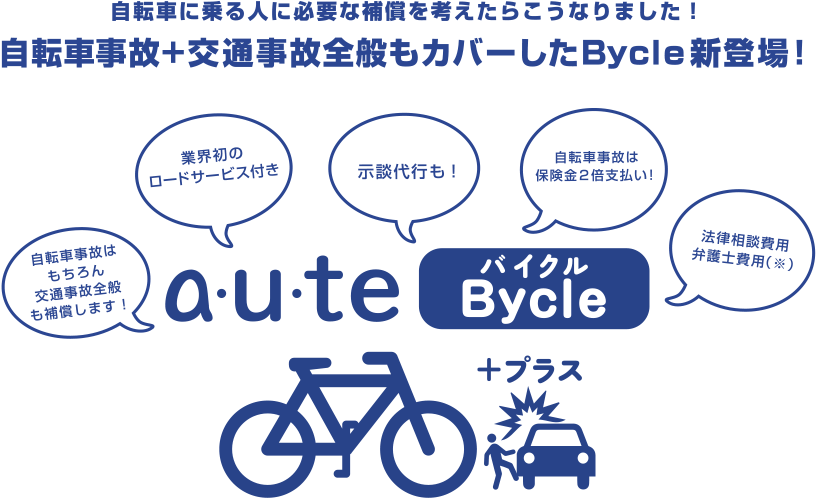 自転車に乗る人に必要な補償を考えたらこうなりました！
自転車事故+交通事故全般もカバーしたBycle新登場！
業界初の
ロードサービス付き
示談代行も！
自転車事故は
保険金2倍支払い！
法律相談費用
弁護士費用(※)
自転車事故は
もちろん
交通事故全般
も補償します！
a・u・te
バイクル
Bycle
+プラス